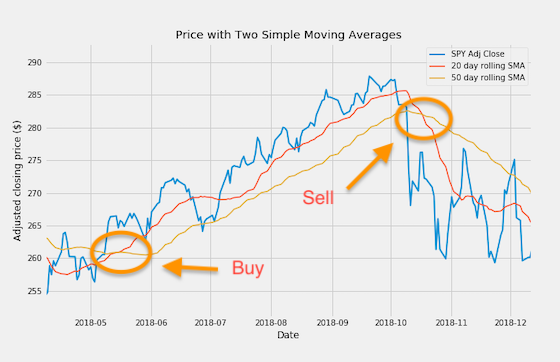 Price with Two Simple Moving Averages
SPY Adj Close
20 day rolling SMA
50 day rolling SMA
Adjusted closing price ($)
290
285
280
275
270
265
260
255
Sell
Buy
2018-05
2018-06
2018-07
2018-08
2018-09
2018-10
2018-11
2018-12
Date